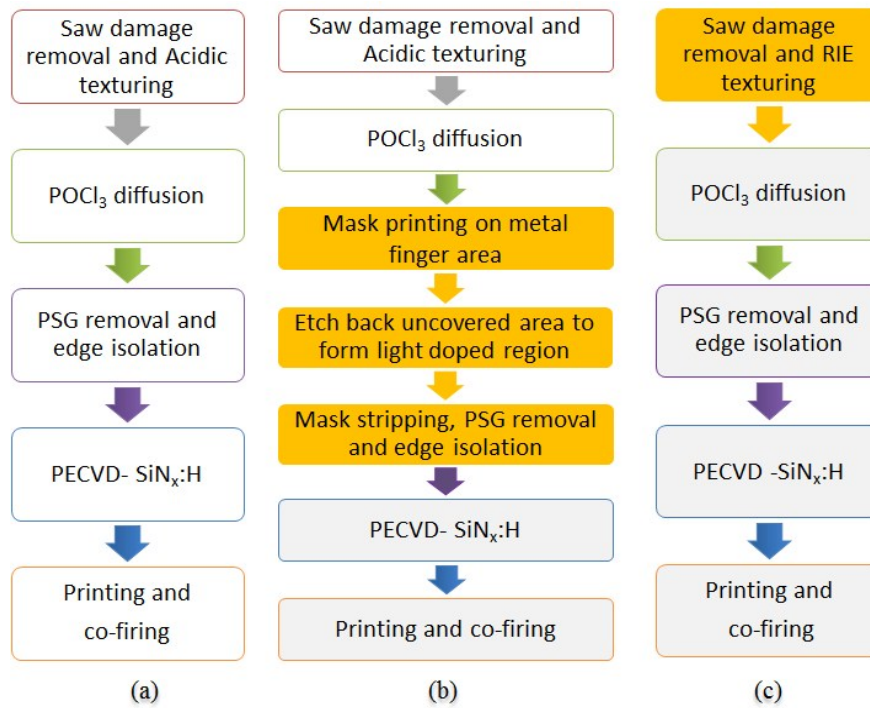 Saw damage
removal and Acidic
texturing
POCl₃ diffusion
PSG removal and
edge isolation
PECVD- SiNₓ:H
Printing and
co-firing
(a)
Saw damage removal and
Acidic texturing
POCl₃ diffusion
Mask printing on metal
finger area
Etch back uncovered area to
form light doped region
Mask stripping, PSG removal
and edge isolation
PECVD- SiNₓ:H
Printing and co-firing
(b)
Saw damage
removal and RIE
texturing
POCl₃ diffusion
PSG removal and
edge isolation
PECVD -SiNₓ:H
Printing and
co-firing
(c)